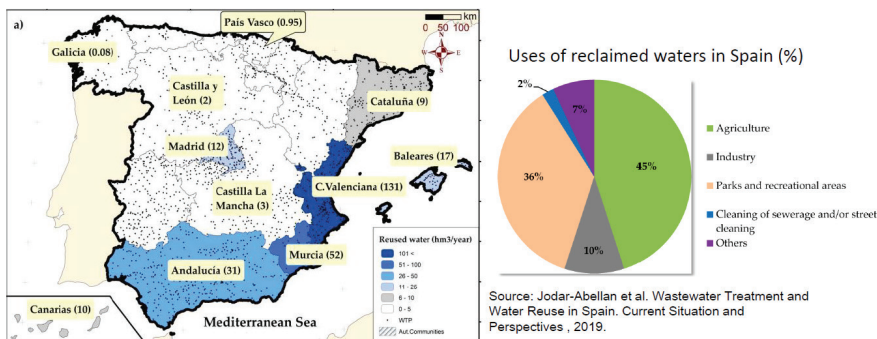 a)
País Vasco (0.95)
km
0 50 100
N
W E
S
Galicia (0.08)
Castilla y
León (2)
Cataluña (9)
Madrid (12)
Baleares (17)
C.Valenciana (131)
Castilla La
Mancha (3)
Murcia (52)
Andalucía (31)
Canarias (10)
Mediterranean Sea
Reused water (hm3/year)
101 <
51 - 100
26 - 50
11 - 25
6 - 10
0 - 5
WTP
Aut.Communities
Uses of reclaimed waters in Spain (%)
2%
7%
36%
45%
10%
Agriculture
Industry
Parks and recreational areas
Cleaning of sewerage and/or street
cleaning
Others
Source: Jodar-Abellan et al. Wastewater Treatment and
Water Reuse in Spain. Current Situation and
Perspectives , 2019.